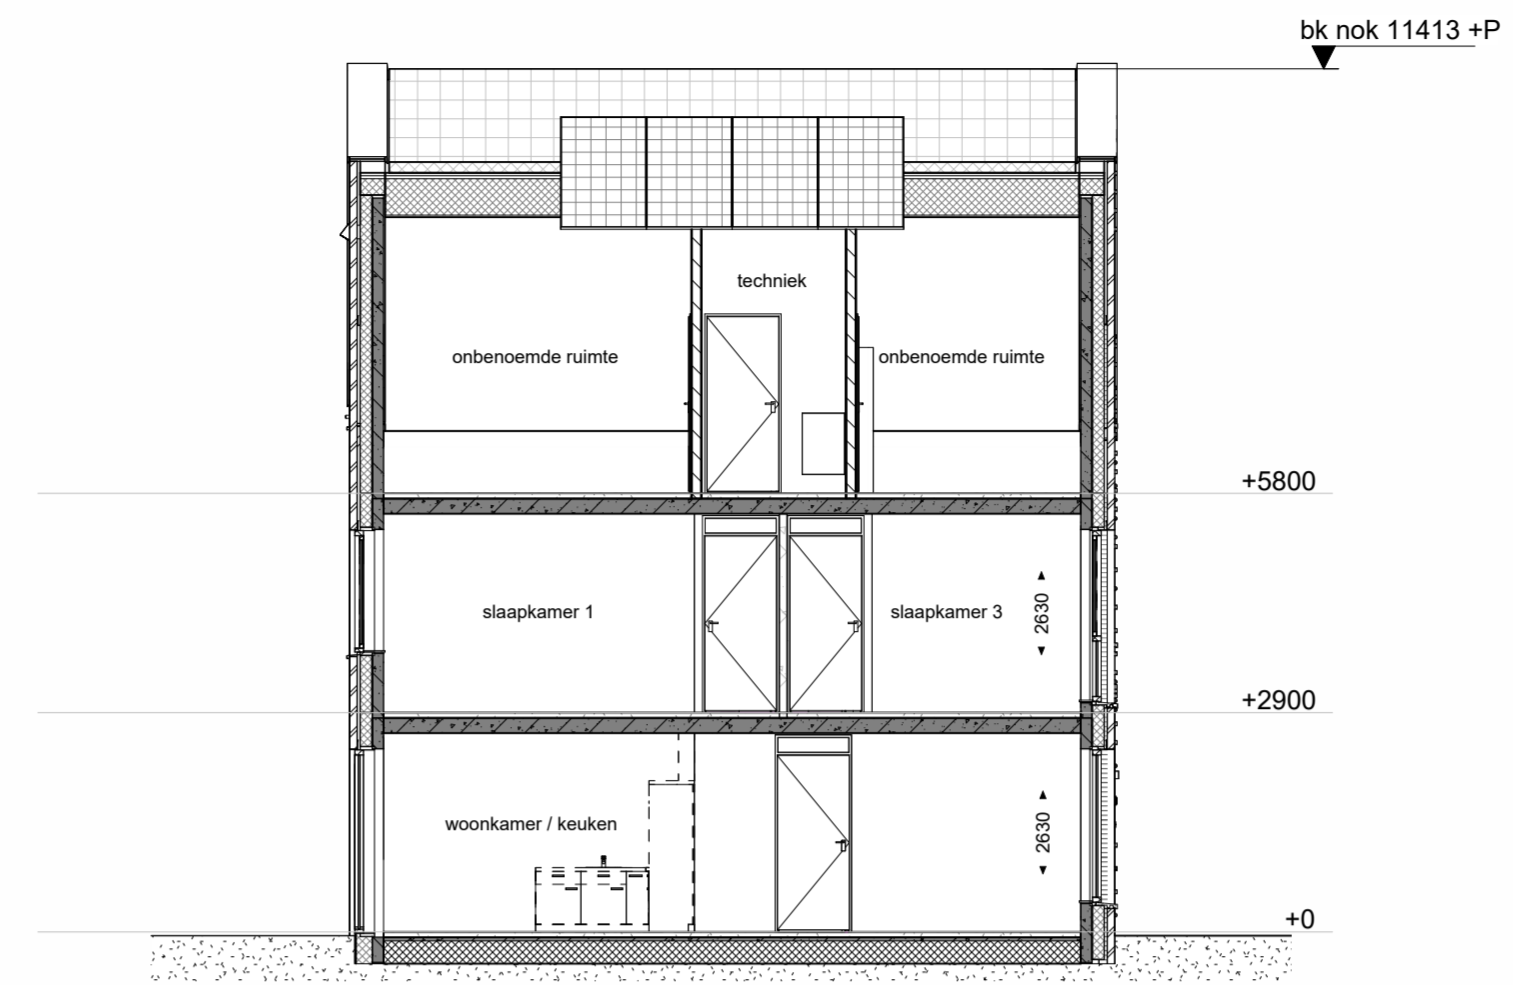 bk nok 11413 +P
techniek
onbenoemde ruimte
onbenoemde ruimte
+5800
slaapkamer 1
slaapkamer 3
2630
+2900
woonkamer / keuken
2630
+0